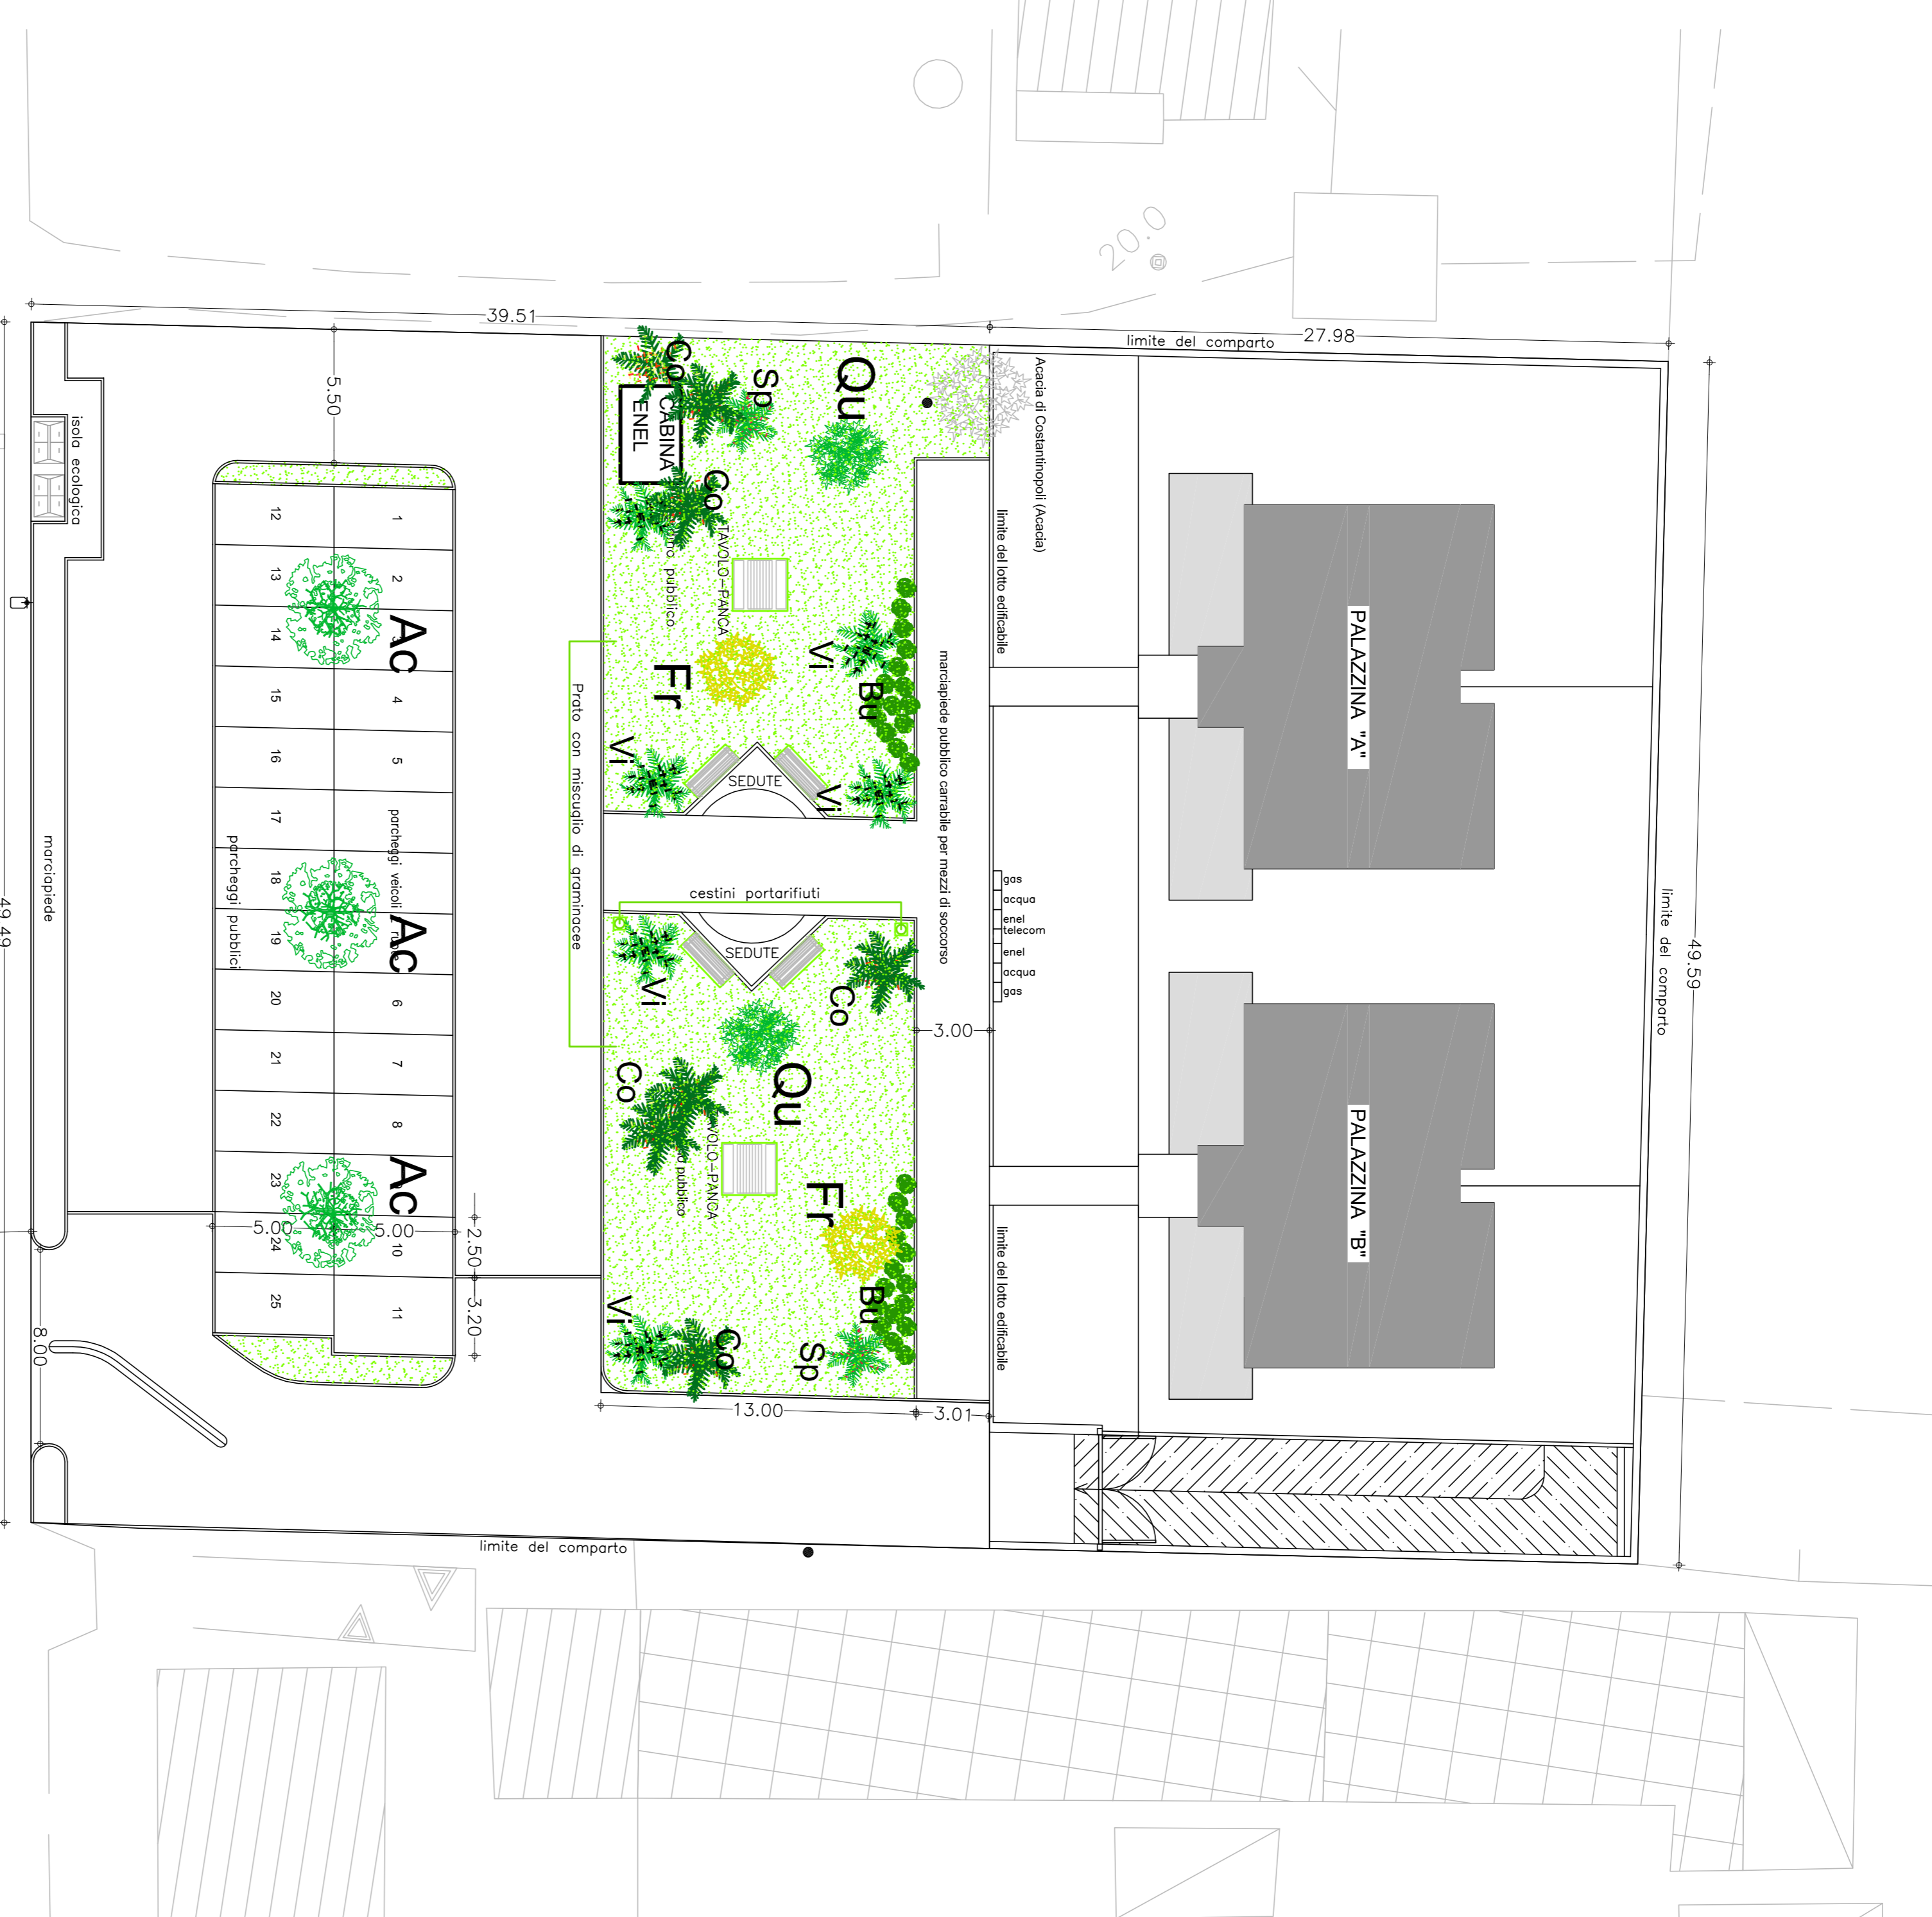 20.0
39.51
27.98
limite del comparto
5.50
isola ecologica
marciapiede
49.49
8.00
12
13
14
15
16
17
18
19
20
21
22
23
24
25
1
2
4
5
6
7
8
10
11
Ac
Ac
Ac
parcheggi veicoli
parcheggi pubblici
5.00
5.00
2.50
3.20
Prato con miscuglio di graminacee
Co
Sp
Qu
CABINA
ENEL
Co
TAVOLO-PANCA
pubblico
Fr
Vi
Bu
Vi
Vi
SEDUTE
cestini portarifiuti
SEDUTE
Vi
Co
Co
Qu
pubblico
Fr
Bu
Vi
Co
Sp
13.00
3.01
3.00
marciapiede pubblico carrabile per mezzi di soccorso
Acacia di Costantinopoli (Acacia)
limite del lotto edificabile
gas
acqua
enel
telecom
enel
acqua
gas
limite del lotto edificabile
PALAZZINA "A"
PALAZZINA "B"
limite del comparto
49.59
limite del comparto